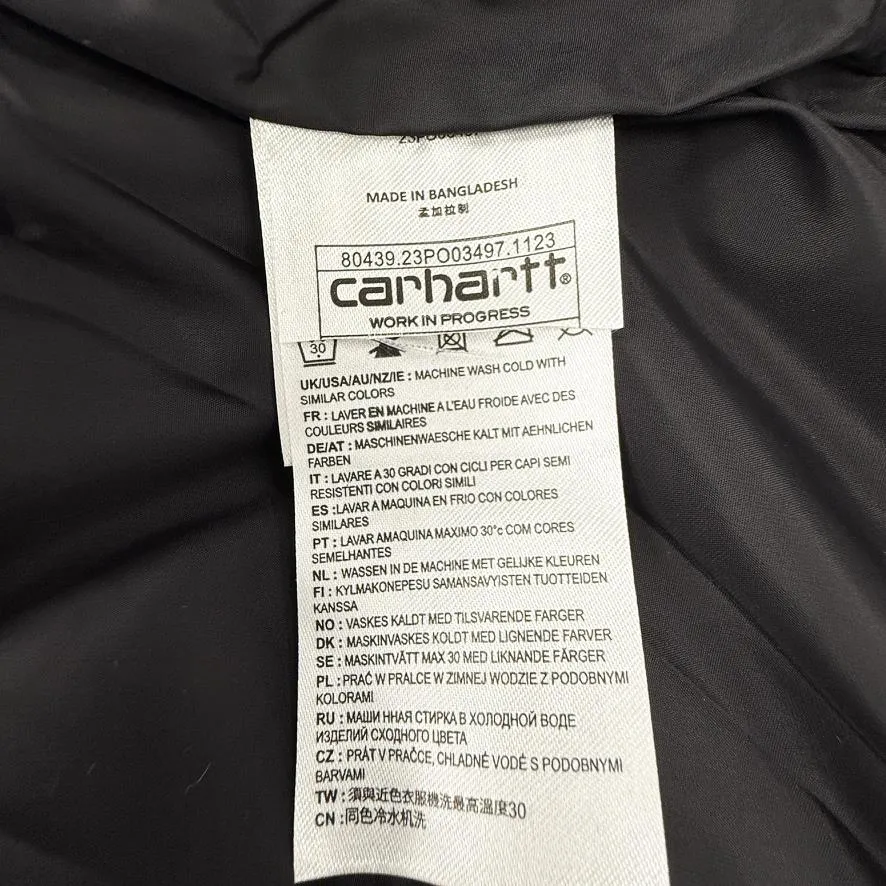 MADE IN BANGLADESH
孟加拉制
80439.23PO03497.1123
carhartt®
WORK IN PROGRESS
30
UK/USA/AU/NZ/IE : MACHINE WASH COLD WITH
SIMILAR COLORS
FR : LAVER EN MACHINE A L'EAU FROIDE AVEC DES
COULEURS SIMILAIRES
DE/AT : MASCHINENWAESCHE KALT MIT AEHNLICHEN
FARBEN
IT : LAVARE A 30 GRADI CON CICLI PER CAPI SEMI
RESISTENTI CON COLORI SIMILI
ES :LAVAR A MAQUINA EN FRIO CON COLORES
SIMILARES
PT : LAVAR AMAQUINA MAXIMO 30°c COM CORES
SEMELHANTES
NL : WASSEN IN DE MACHINE MET GELIJKE KLEUREN
FI : KYLMAKONEPESU SAMANSAVYISTEN TUOTTEIDEN
KANSSA
NO : VASKES KALDT MED TILSVARENDE FARGER
DK : MASKINVASKES KOLDT MED LIGNENDE FARVER
SE : MASKINTVÄTT MAX 30 MED LIKNANDE FÄRGER
PL : PRAĆ W PRALCE W ZIMNEJ WODZIE Z PODOBNYMI
KOLORAMI
RU : МАШИ ННАЯ СТИРКА В ХОЛОДНОЙ ВОДЕ
ИЗДЕЛИЙ СХОДНОГО ЦВЕТА
CZ : PRÁT V PRAČCE, CHLADNÉ VODĚ S PODOBNYMI
BARVAMI
TW : 須與近色衣服機洗最高溫度30
CN : 同色冷水机洗